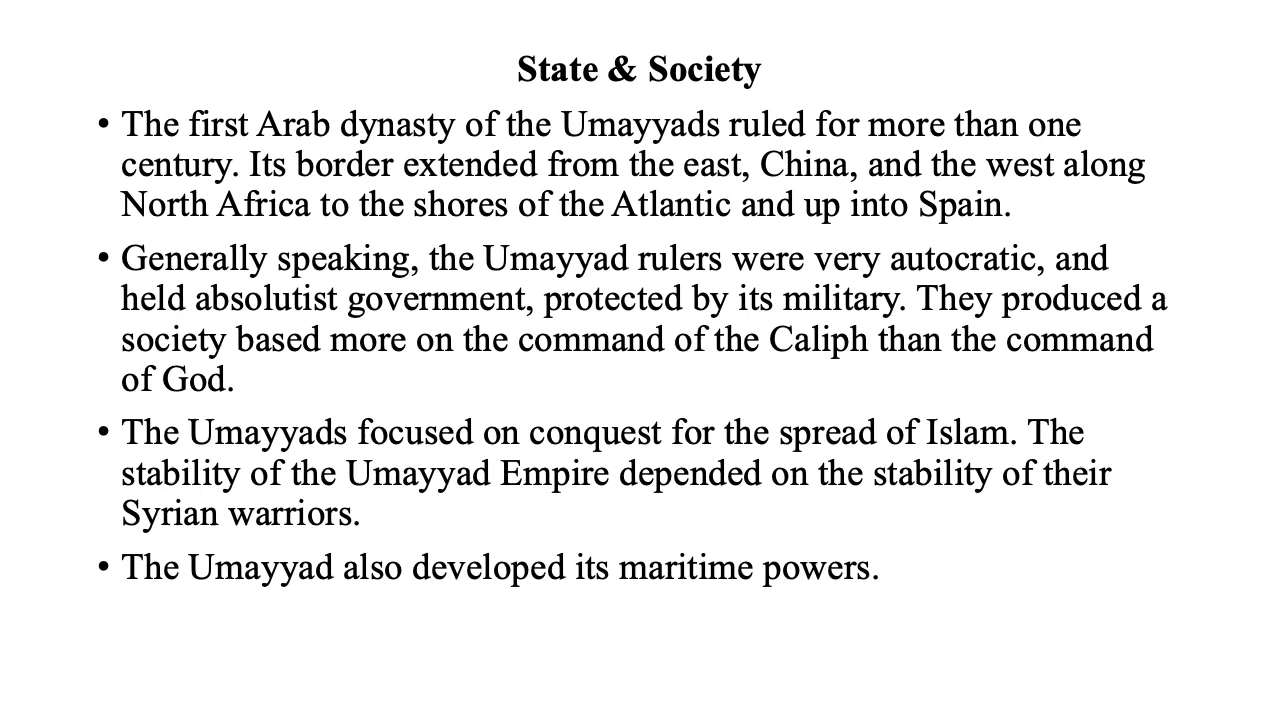 State & Society
• The first Arab dynasty of the Umayyads ruled for more than one
century. Its border extended from the east, China, and the west along
North Africa to the shores of the Atlantic and up into Spain.
• Generally speaking, the Umayyad rulers were very autocratic, and
held absolutist government, protected by its military. They produced a
society based more on the command of the Caliph than the command
of God.
• The Umayyads focused on conquest for the spread of Islam. The
stability of the Umayyad Empire depended on the stability of their
Syrian warriors.
• The Umayyad also developed its maritime powers.